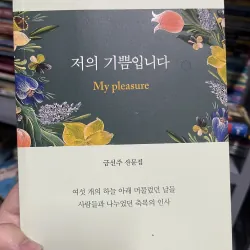 저의 기쁨입니다
My pleasure
금선주 산문집
여섯 개의 하늘 아래 머물렀던 날들
사람들과 나누었던 축복의 인사